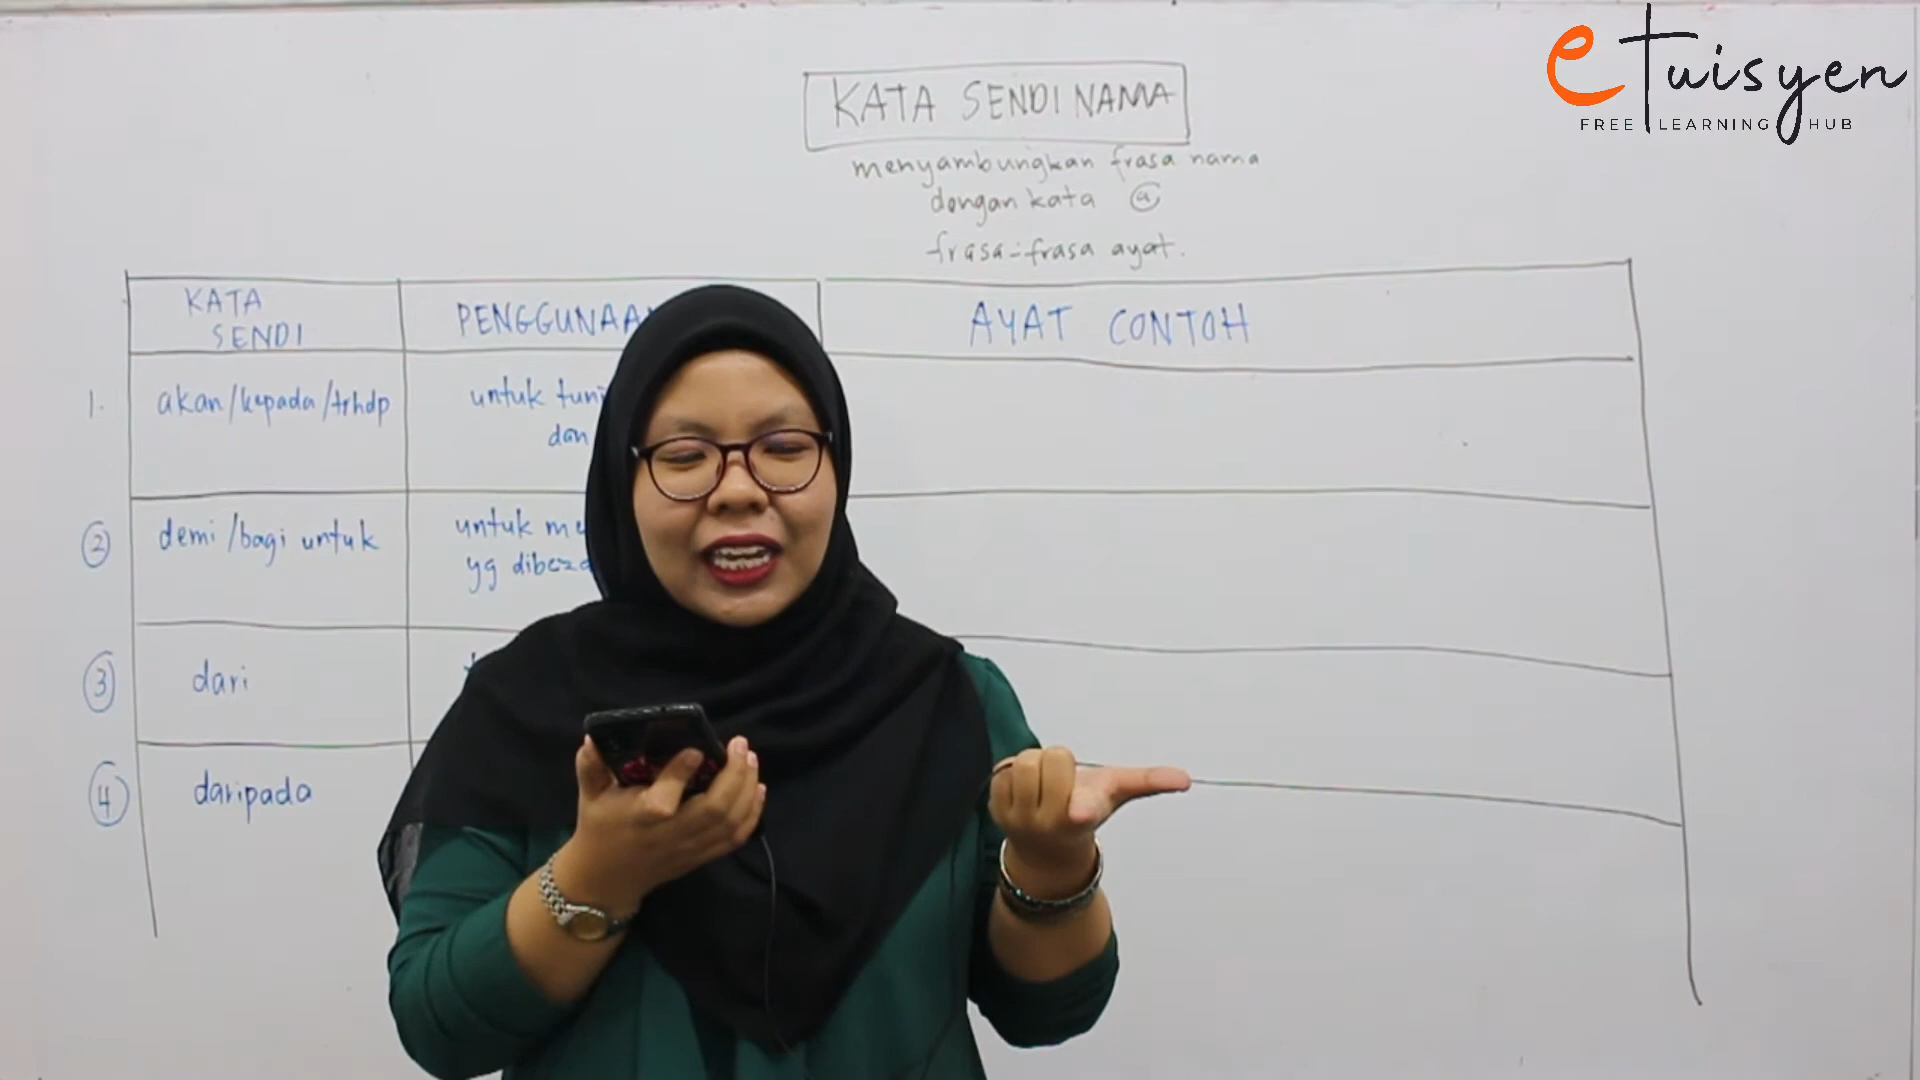 eTuisyen
FREE LEARNING HUB
KATA SENDI NAMA
menyambungkan frasa nama
dengan kata @
frasa-frasa ayat.
KATA
SENDI
PENGGUNAA
AYAT CONTOH
1. akan/kepada/trhdp
untuk
dan
2 demi/bagi untuk
untuk
yg
3 dari
4 daripada